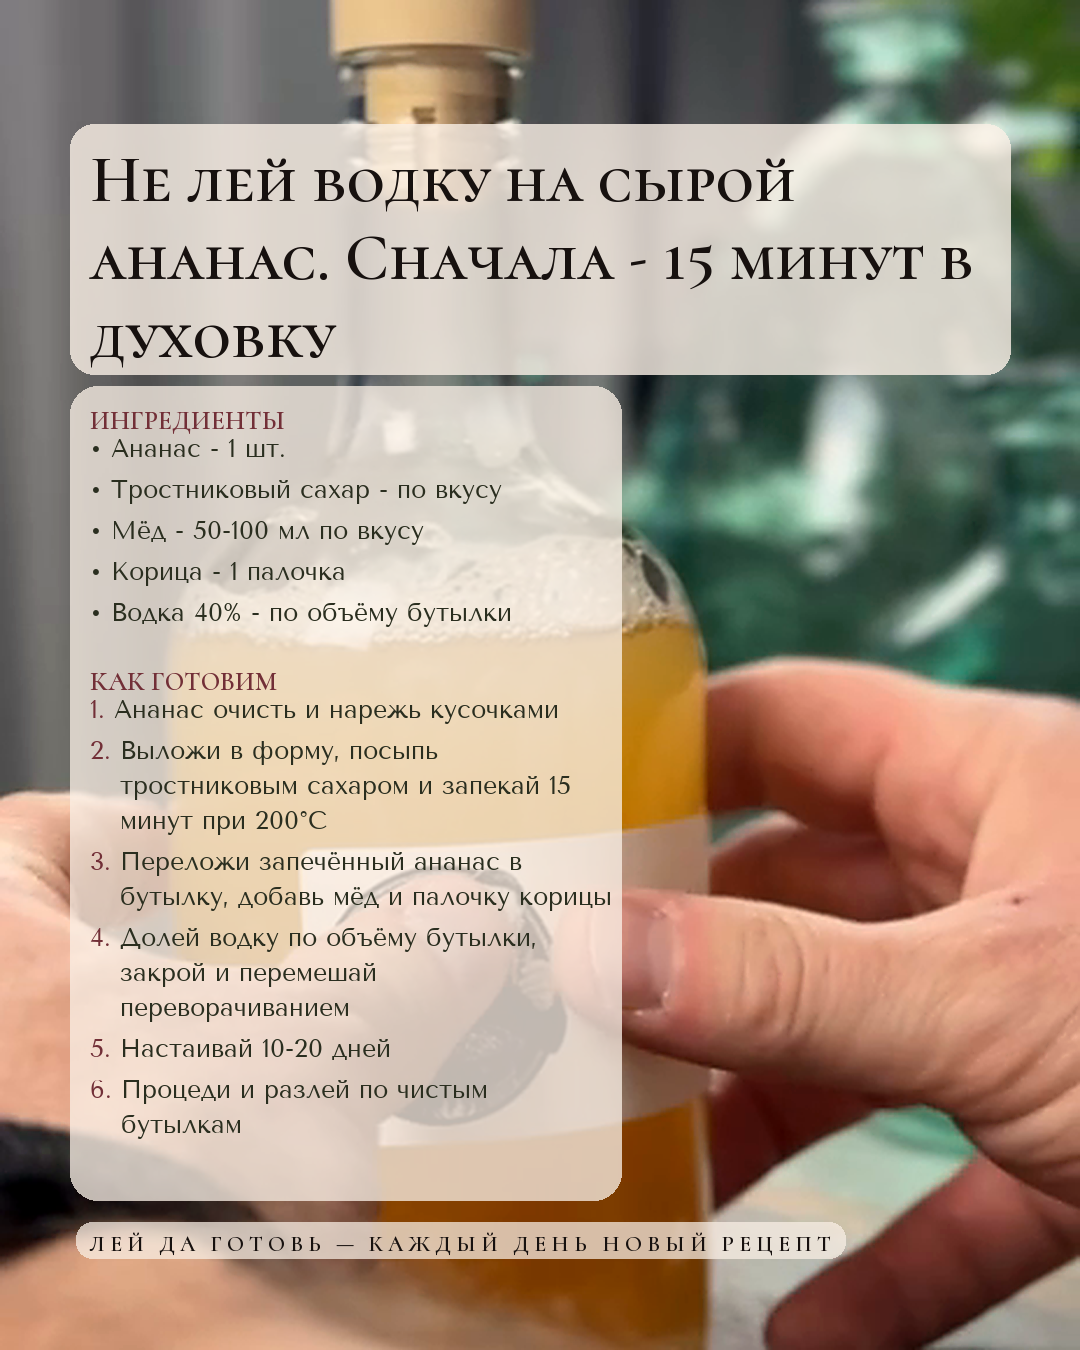 Не лей водку на сырой
ананас. Сначала - 15 минут в
духовку
ИНГРЕДИЕНТЫ
• Ананас - 1 шт.
• Тростниковый сахар - по вкусу
• Мёд - 50-100 мл по вкусу
• Корица - 1 палочка
• Водка 40% - по объёму бутылки
КАК ГОТОВИМ
1. Ананас очисть и нарежь кусочками
2. Выложи в форму, посыпь
тростниковым сахаром и запекай 15
минут при 200°C
3. Переложи запечённый ананас в
бутылку, добавь мёд и палочку корицы
4. Долей водку по объёму бутылки,
закрой и перемешай
переворачиванием
5. Настаивай 10-20 дней
6. Процеди и разлей по чистым
бутылкам
ЛЕЙ ДА ГОТОВЬ — КАЖДЫЙ ДЕНЬ НОВЫЙ РЕЦЕПТ